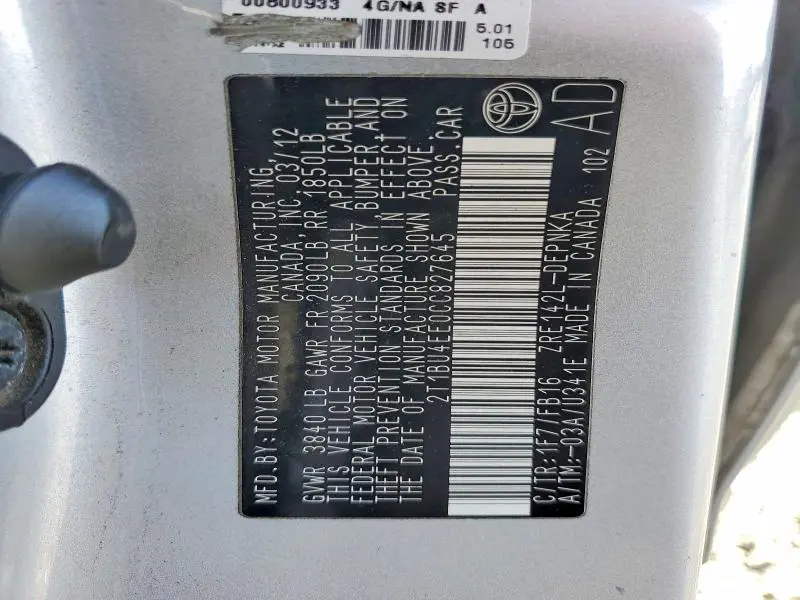 00800933 4G/NA SF A
5.01
105
MFD. BY: TOYOTA MOTOR MANUFACTURING,
CANADA, INC. 03/12
GVWR 3840LB GAWR FR 2090LB RR 1850LB
THIS VEHICLE CONFORMS TO ALL APPLICABLE
FEDERAL MOTOR VEHICLE SAFETY, BUMPER, AND
THEFT PREVENTION STANDARDS IN EFFECT ON
THE DATE OF MANUFACTURE SHOWN ABOVE.
2T1BU4EE0CC827645 PASS. CAR
C/TR: 1F7/FB16 ZRE142L-DEPNKA
A/TM: -03A/U341E MADE IN CANADA 102
AD